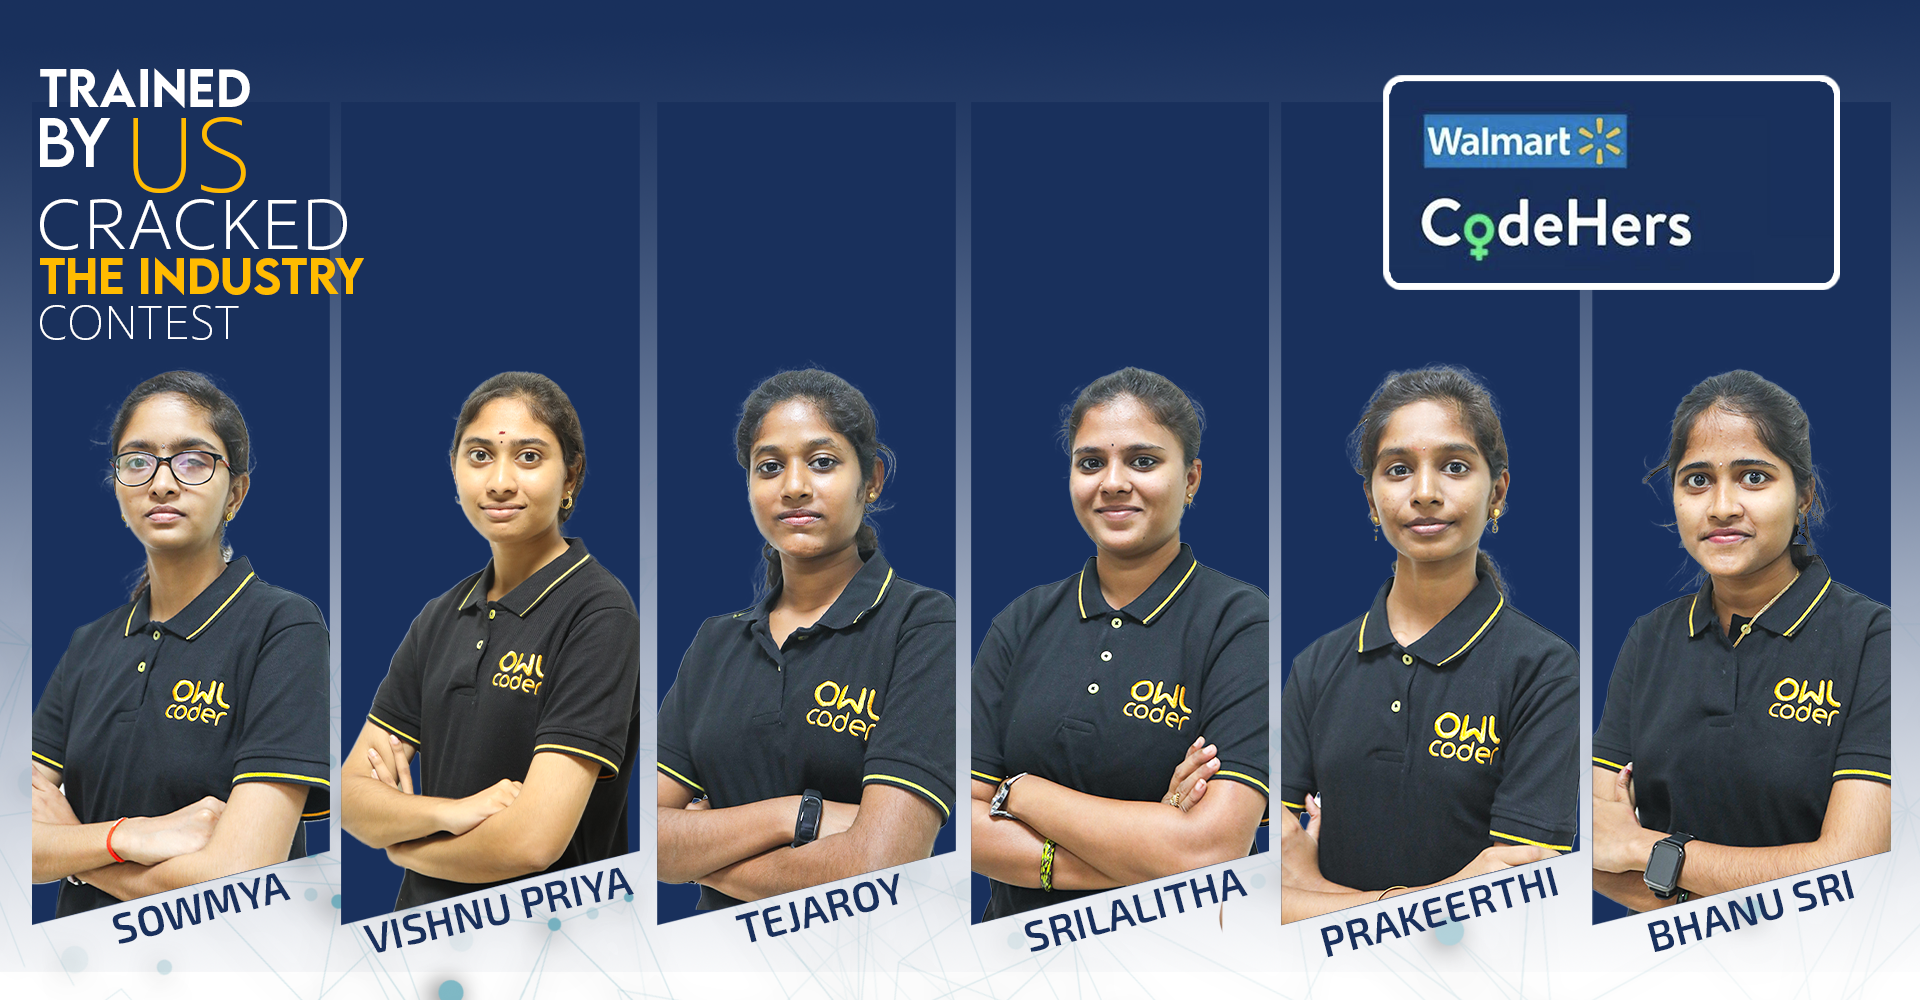 TRAINED
BY US
CRACKED
THE INDUSTRY
CONTEST
Walmart
CodeHers
OWL
coder
OWL
coder
OWL
coder
OWL
coder
OWL
coder
OWL
coder
SOWMYA
VISHNU PRIYA
TEJAROY
SRILALITHA
PRAKEERTHI
BHANU SRI